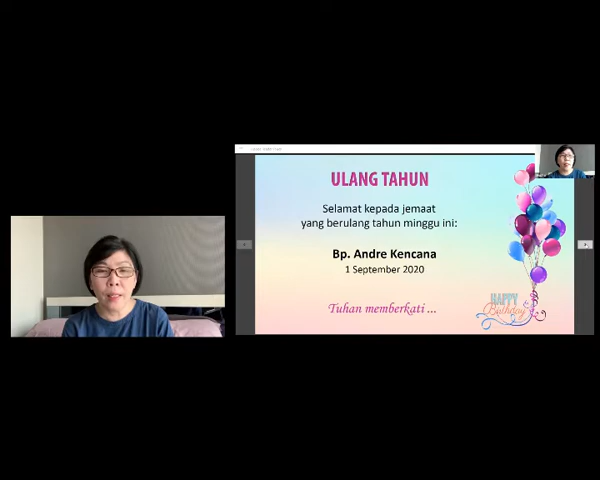 ULANG TAHUN
Selamat kepada jemaat
yang berulang tahun minggu ini:
Bp. Andre Kencana
1 September 2020
Tuhan memberkati ...
HAPPY
Birthday